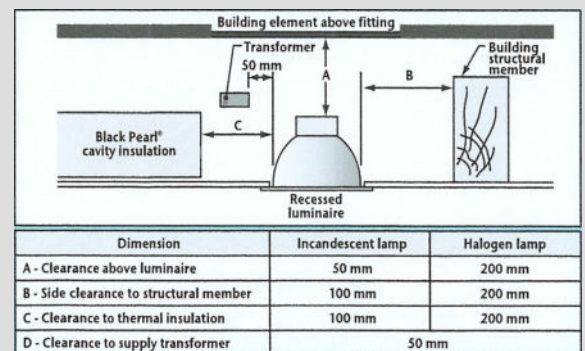 Building element above fitting
Transformer
50 mm
A
B
Building
structural
member
C
Black Pearl®
cavity insulation
Recessed
luminaire
Dimension Incandescent lamp Halogen lamp
A - Clearance above luminaire 50 mm 200 mm
B - Side clearance to structural member 100 mm 200 mm
C - Clearance to thermal insulation 100 mm 200 mm
D - Clearance to supply transformer 50 mm